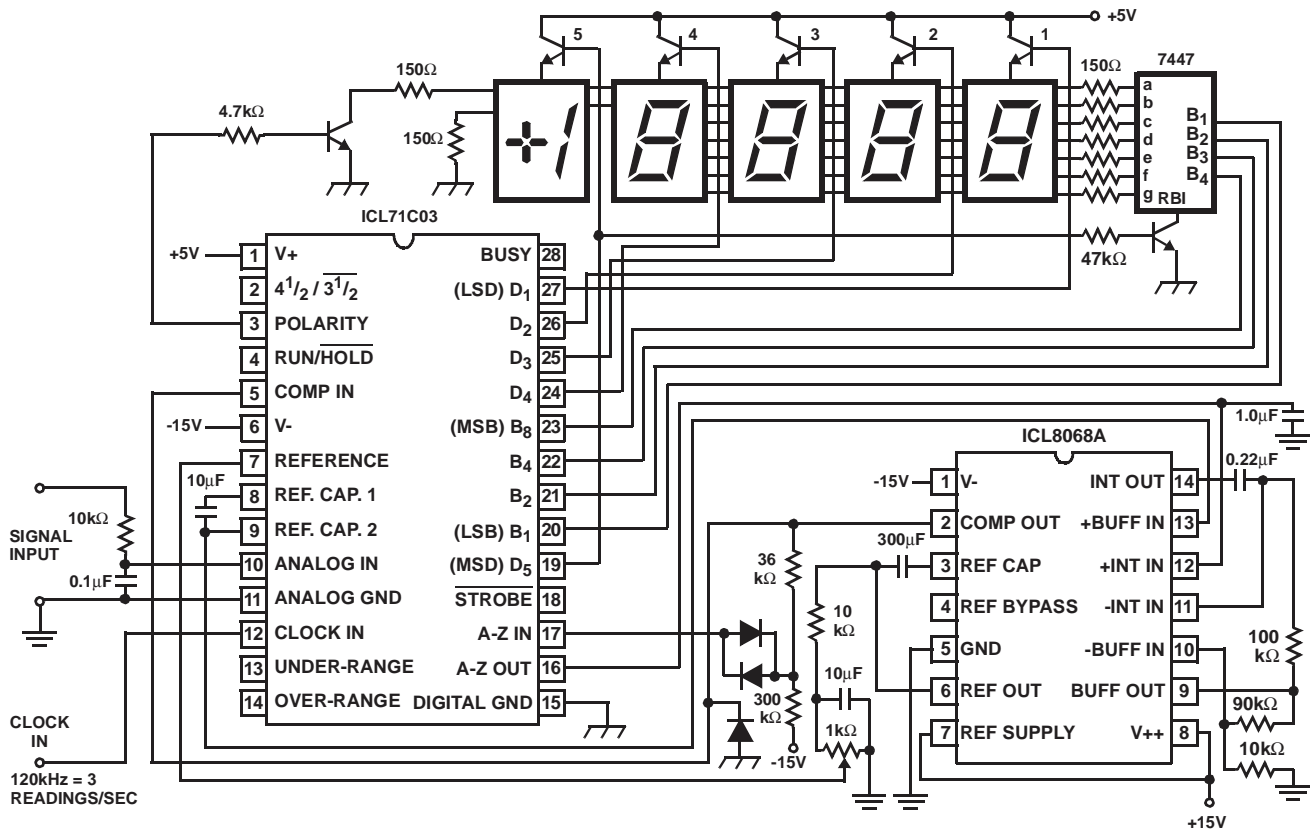 +5V
5
4
3
2
1
7447
150Ω
4.7kΩ
150Ω
150Ω
a
b
c
d
e
f
g
B1
B2
B3
B4
RBI
47kΩ
+1
8
8
8
8
ICL71C03
+5V
1 V+
2 4 1/2 / 3 1/2
3 POLARITY
4 RUN/HOLD
5 COMP IN
-15V
6 V-
7 REFERENCE
8 REF. CAP. 1
9 REF. CAP. 2
10 ANALOG IN
11 ANALOG GND
12 CLOCK IN
13 UNDER-RANGE
14 OVER-RANGE
BUSY 28
(LSD) D1 27
D2 26
D3 25
D4 24
(MSB) B8 23
B4 22
B2 21
(LSB) B1 20
(MSD) D5 19
STROBE 18
A-Z IN 17
A-Z OUT 16
DIGITAL GND 15
10µF
SIGNAL
INPUT
10kΩ
0.1µF
CLOCK
IN
120kHz = 3
READINGS/SEC
36
kΩ
300
kΩ
-15V
300µF
10
kΩ
10µF
1kΩ
1.0µF
ICL8068A
-15V
1 V-
2 COMP OUT
3 REF CAP
4 REF BYPASS
5 GND
6 REF OUT
7 REF SUPPLY
INT OUT 14
+BUFF IN 13
+INT IN 12
-INT IN 11
-BUFF IN 10
BUFF OUT 9
V++ 8
0.22µF
100
kΩ
90kΩ
10kΩ
+15V